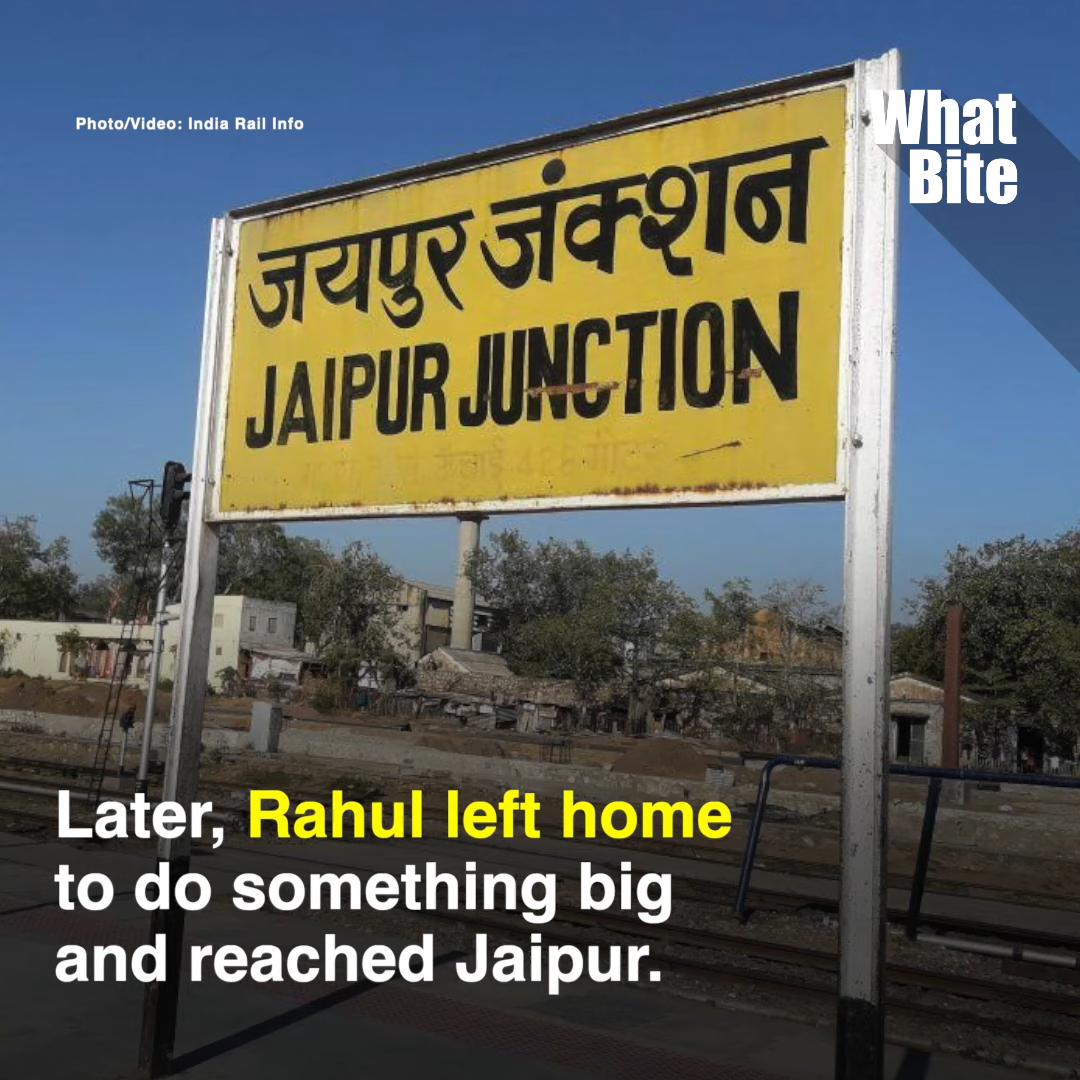 Photo/Video: India Rail Info
What
Bite
जयपुर जंक्शन
JAIPUR JUNCTION
Later, Rahul left home
to do something big
and reached Jaipur.